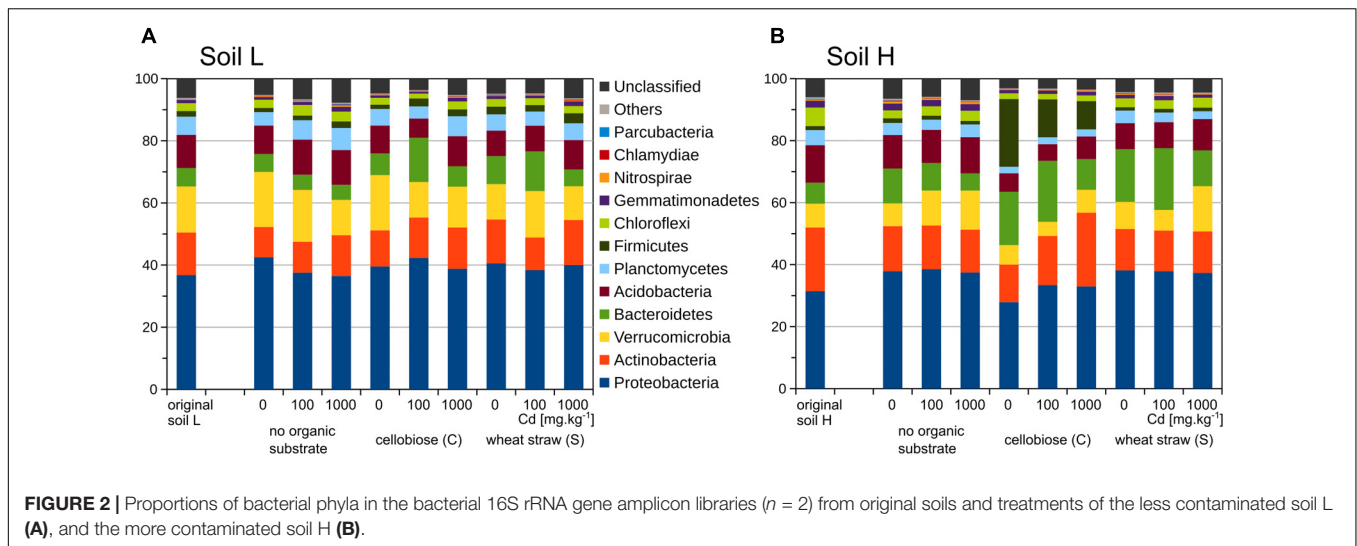 A
Soil L
100
80
60
40
20
0
original
soil L
0 100 1000 0 100 1000 0 100 1000
Cd [mg.kg⁻¹]
no organic
substrate
cellobiose (C)
wheat straw (S)
Unclassified
Others
Parcubacteria
Chlamydiae
Nitrospirae
Gemmatimonadetes
Chloroflexi
Firmicutes
Planctomycetes
Acidobacteria
Bacteroidetes
Verrucomicrobia
Actinobacteria
Proteobacteria
B
Soil H
100
80
60
40
20
0
original
soil H
0 100 1000 0 100 1000 0 100 1000
Cd [mg.kg⁻¹]
no organic
substrate
cellobiose (C)
wheat straw (S)
FIGURE 2 | Proportions of bacterial phyla in the bacterial 16S rRNA gene amplicon libraries (n = 2) from original soils and treatments of the less contaminated soil L
(A), and the more contaminated soil H (B).